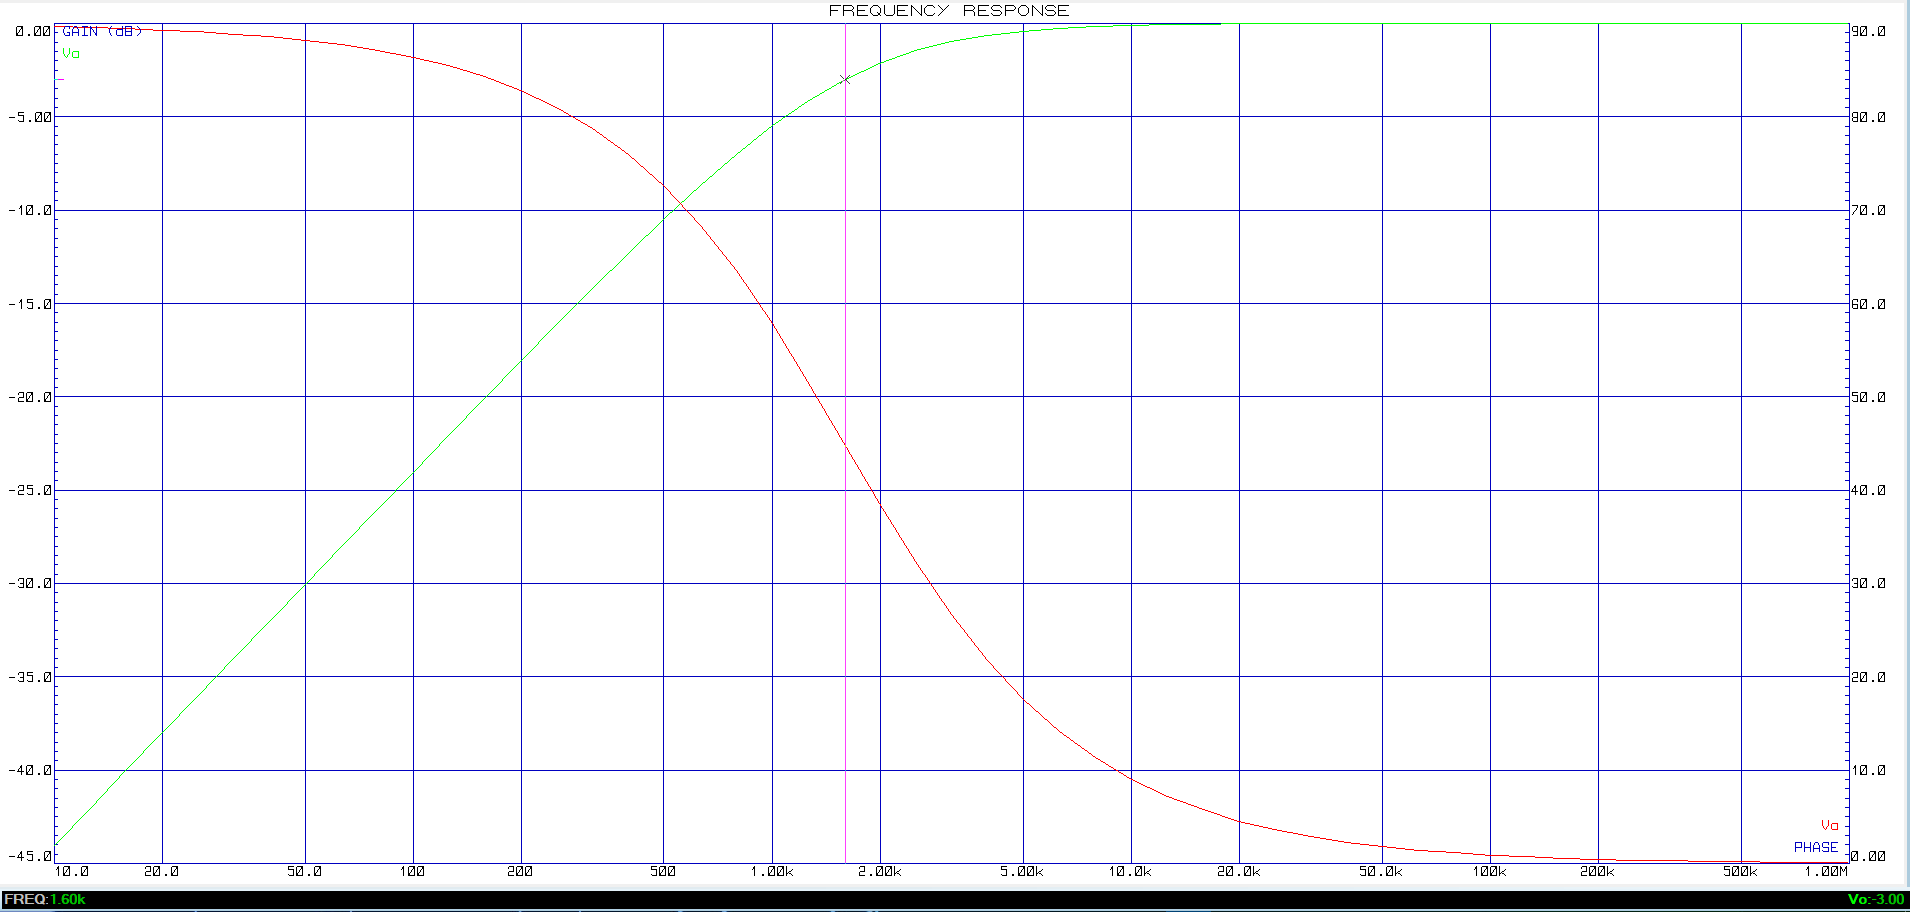 FREQUENCY RESPONSE
0.00 GAIN (dB) 90.0
Vo
-5.00 80.0
-10.0 70.0
-15.0 60.0
-20.0 50.0
-25.0 40.0
-30.0 30.0
-35.0 20.0
-40.0 10.0
Vo
PHASE
-45.0 0.00
10.0 20.0 50.0 100 200 500 1.00k 2.00k 5.00k 10.0k 20.0k 50.0k 100k 200k 500k 1.00M
FREQ:1.60k Vo:-3.00